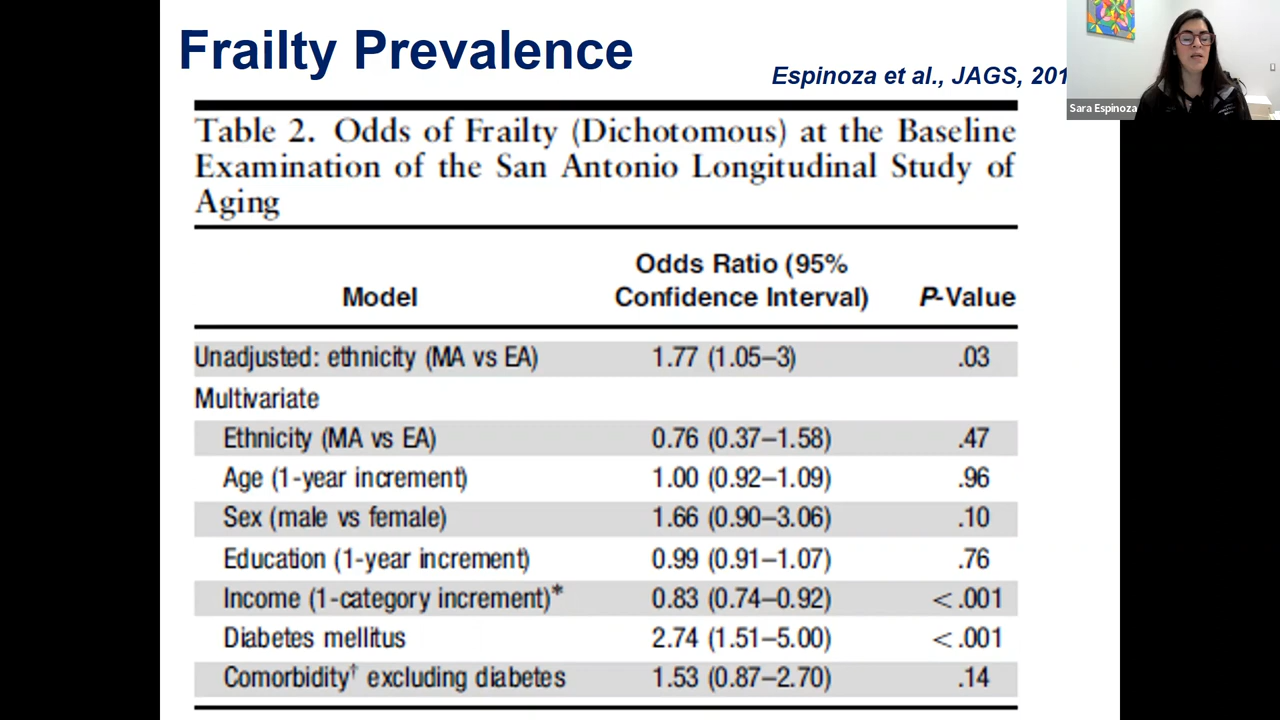 Frailty Prevalence
Espinoza et al., JAGS, 201
Sara Espinoza
Table 2. Odds of Frailty (Dichotomous) at the Baseline
Examination of the San Antonio Longitudinal Study of
Aging
Odds Ratio (95%
Model Confidence Interval) P-Value
Unadjusted: ethnicity (MA vs EA) 1.77 (1.05–3) .03
Multivariate
Ethnicity (MA vs EA) 0.76 (0.37–1.58) .47
Age (1-year increment) 1.00 (0.92–1.09) .96
Sex (male vs female) 1.66 (0.90–3.06) .10
Education (1-year increment) 0.99 (0.91–1.07) .76
Income (1-category increment)* 0.83 (0.74–0.92) <.001
Diabetes mellitus 2.74 (1.51–5.00) <.001
Comorbidity† excluding diabetes 1.53 (0.87–2.70) .14